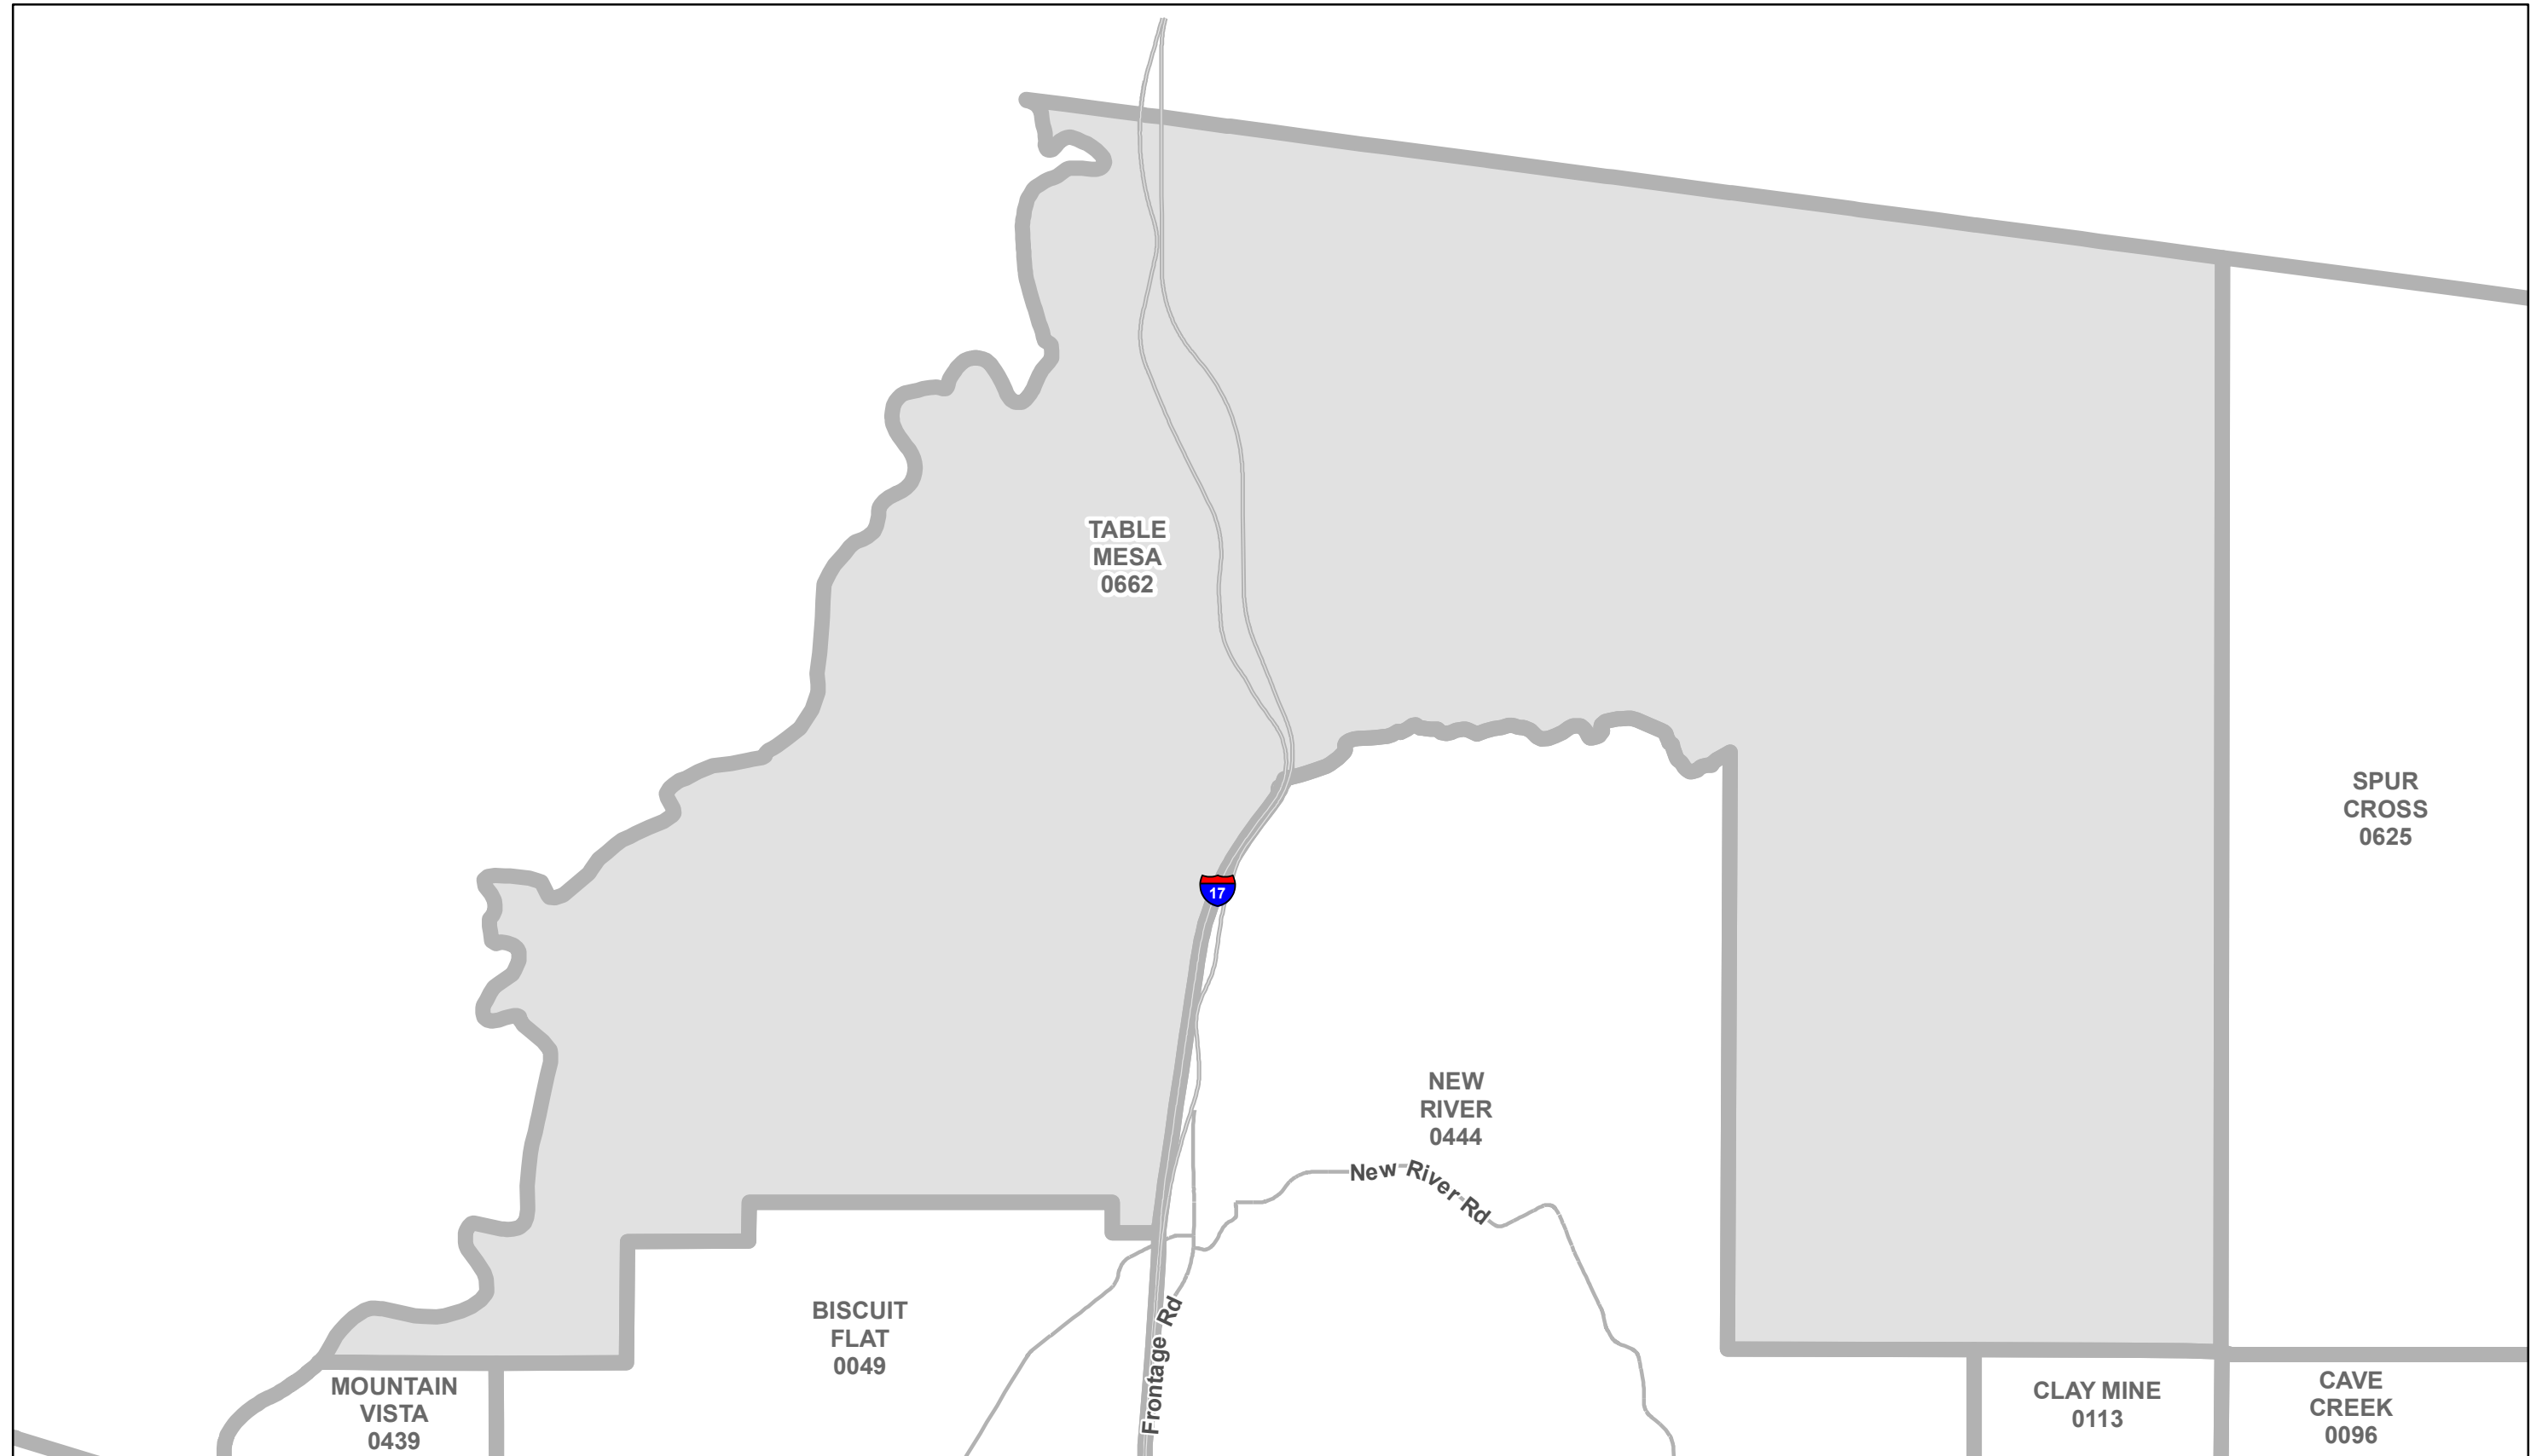 TABLE
MESA
0662
SPUR
CROSS
0625
17
NEW
RIVER
0444
New River Rd
BISCUIT
FLAT
0049
Frontage Rd
MOUNTAIN
VISTA
0439
CLAY MINE
0113
CAVE
CREEK
0096